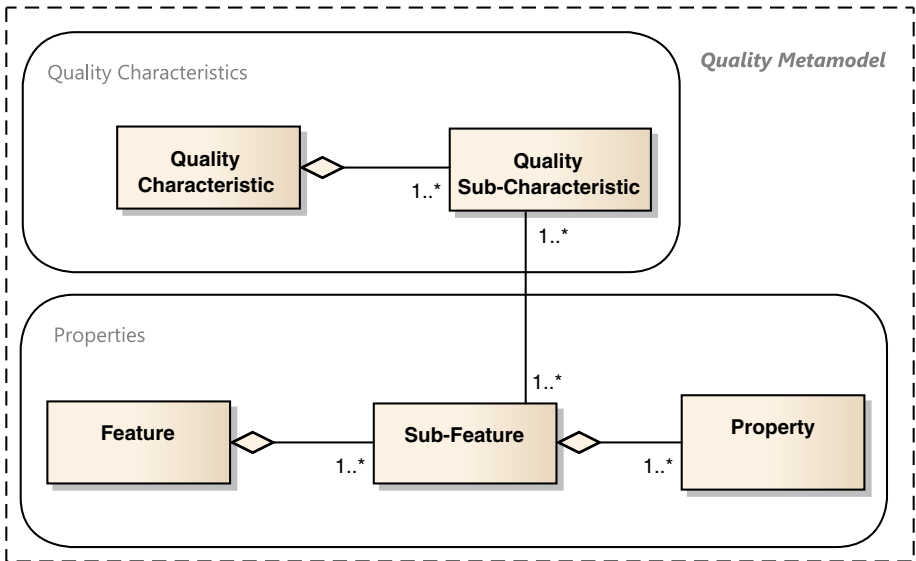 Quality Characteristics
Quality Metamodel
Quality
Characteristic
Quality
Sub-Characteristic
1..*
1..*
Properties
1..*
Feature
Sub-Feature
Property
1..*
1..*